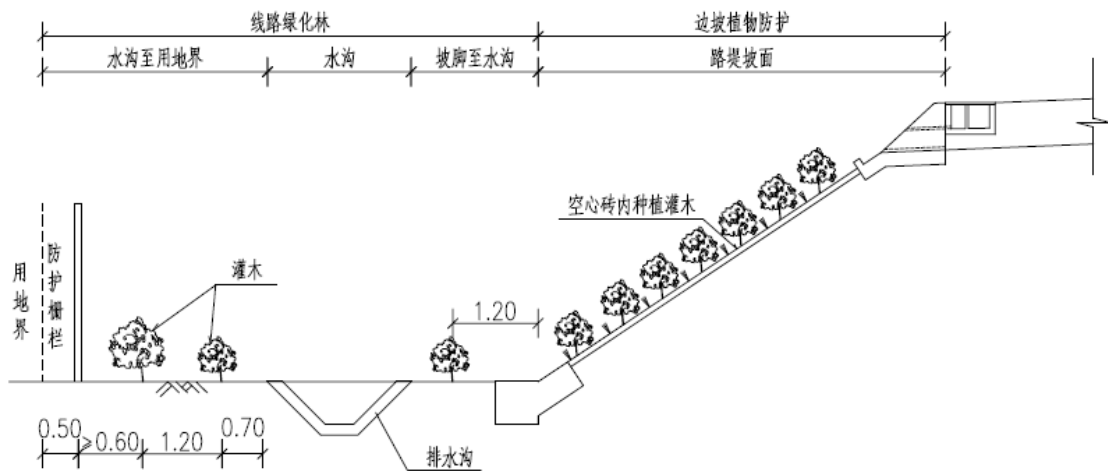 线路绿化林
边坡植物防护
水沟至用地界
水沟
坡脚至水沟
路堤坡面
空心砖内种植灌木
用地界
防护栅栏
灌木
1.20
0.50
≥0.60
1.20
0.70
排水沟